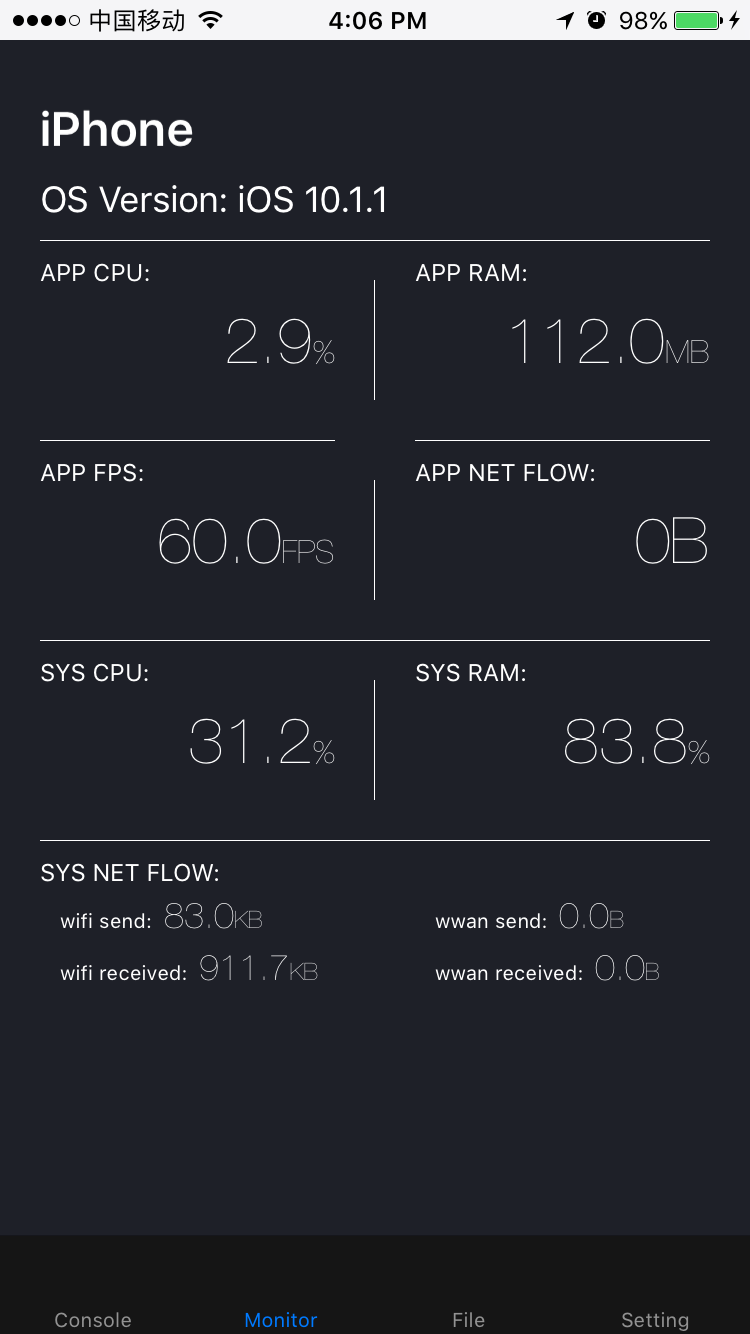 中国移动 4:06 PM 98%
iPhone
OS Version: iOS 10.1.1
APP CPU: APP RAM:
2.9% 112.0MB
APP FPS: APP NET FLOW:
60.0FPS 0B
SYS CPU: SYS RAM:
31.2% 83.8%
SYS NET FLOW:
wifi send: 83.0KB wwan send: 0.0B
wifi received: 911.7KB wwan received: 0.0B
Console Monitor File Setting